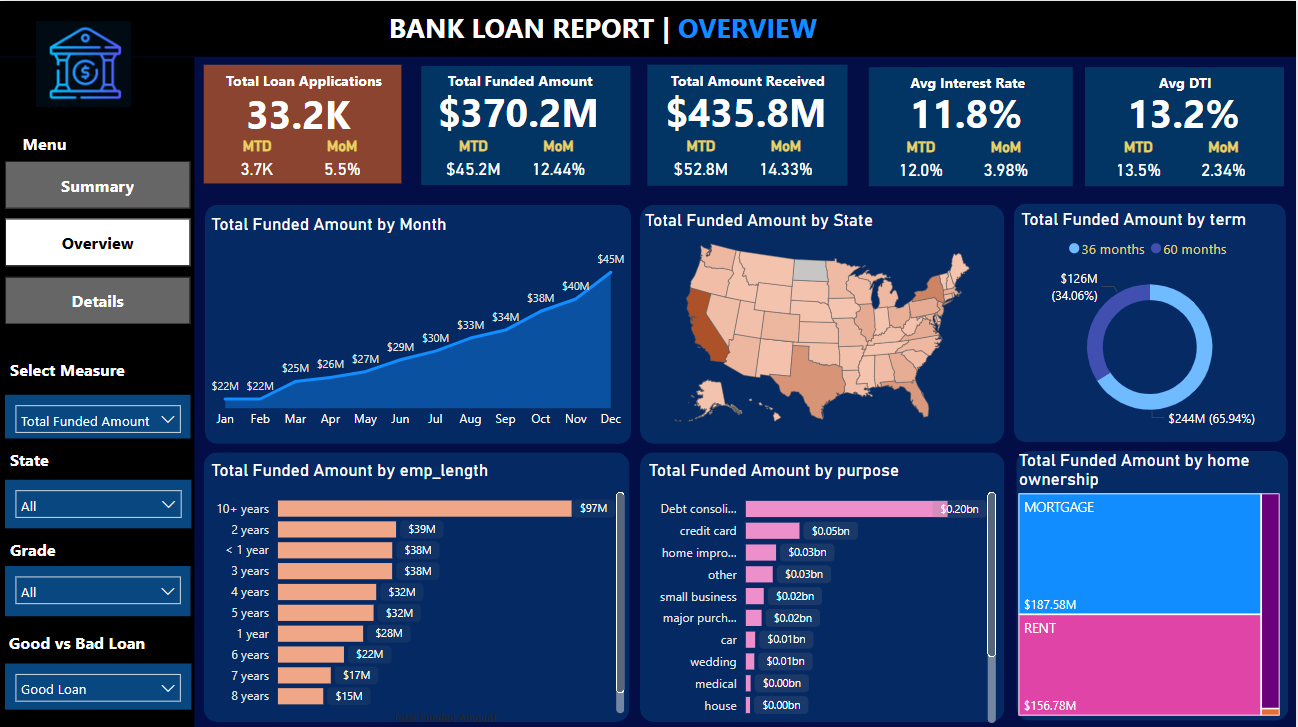 BANK LOAN REPORT | OVERVIEW
Menu
Summary
Overview
Details
Select Measure
Total Funded Amount
State
All
Grade
All
Good vs Bad Loan
Good Loan
Total Loan Applications
33.2K
MTD MoM
3.7K 5.5%
Total Funded Amount
$370.2M
MTD MoM
$45.2M 12.44%
Total Amount Received
$435.8M
MTD MoM
$52.8M 14.33%
Avg Interest Rate
11.8%
MTD MoM
12.0% 3.98%
Avg DTI
13.2%
MTD MoM
13.5% 2.34%
Total Funded Amount by Month
$22M $22M $25M $26M $27M $29M $30M $33M $34M $38M $40M $45M
Jan Feb Mar Apr May Jun Jul Aug Sep Oct Nov Dec
Total Funded Amount by State
Total Funded Amount by term
36 months 60 months
$126M
(34.06%)
$244M (65.94%)
Total Funded Amount by emp_length
10+ years $97M
2 years $39M
< 1 year $38M
3 years $38M
4 years $32M
5 years $32M
1 year $28M
6 years $22M
7 years $17M
8 years $15M
Total Funded Amount by purpose
Debt consoli... $0.20bn
credit card $0.05bn
home impro... $0.03bn
other $0.03bn
small business $0.02bn
major purch... $0.02bn
car $0.01bn
wedding $0.01bn
medical $0.00bn
house $0.00bn
Total Funded Amount by home
ownership
MORTGAGE
$187.58M
RENT
$156.78M